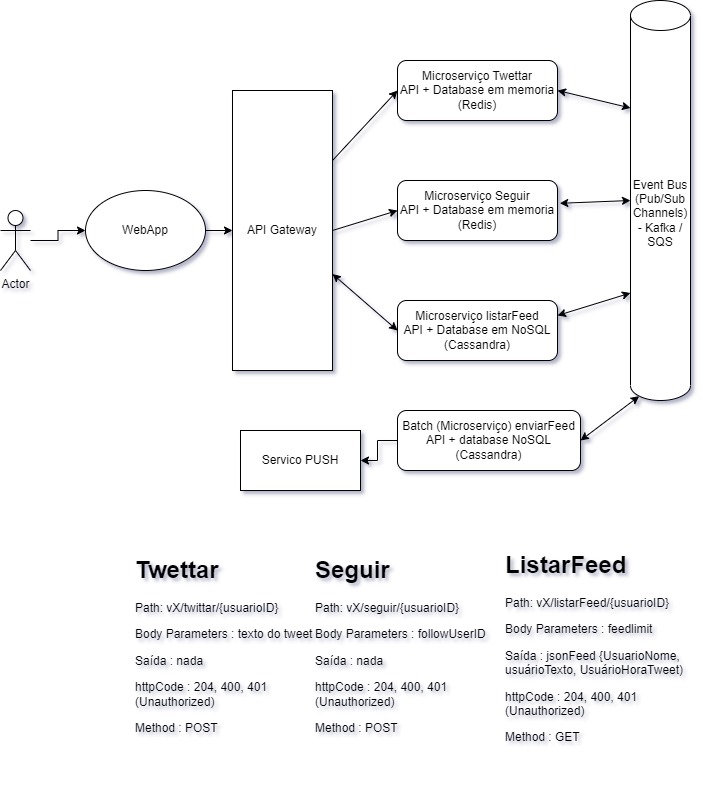 Microserviço Twettar
API + Database em memoria
(Redis)
Event Bus
(Pub/Sub
Channels)
- Kafka /
SQS
Microserviço Seguir
API + Database em memoria
(Redis)
WebApp
API Gateway
Actor
Microserviço listarFeed
API + Database em NoSQL
(Cassandra)
Batch (Microserviço) enviarFeed
API + database NoSQL
(Cassandra)
Servico PUSH
Twettar
Path: vX/twittar/{usuarioID}
Body Parameters : texto do tweet
Saída : nada
httpCode : 204, 400, 401
(Unauthorized)
Method : POST
Seguir
Path: vX/seguir/{usuarioID}
Body Parameters : followUserID
Saída : nada
httpCode : 204, 400, 401
(Unauthorized)
Method : POST
ListarFeed
Path: vX/listarFeed/{usuarioID}
Body Parameters : feedlimit
Saída : jsonFeed {UsuarioNome,
usuárioTexto, UsuárioHoraTweet)
httpCode : 204, 400, 401
(Unauthorized)
Method : GET